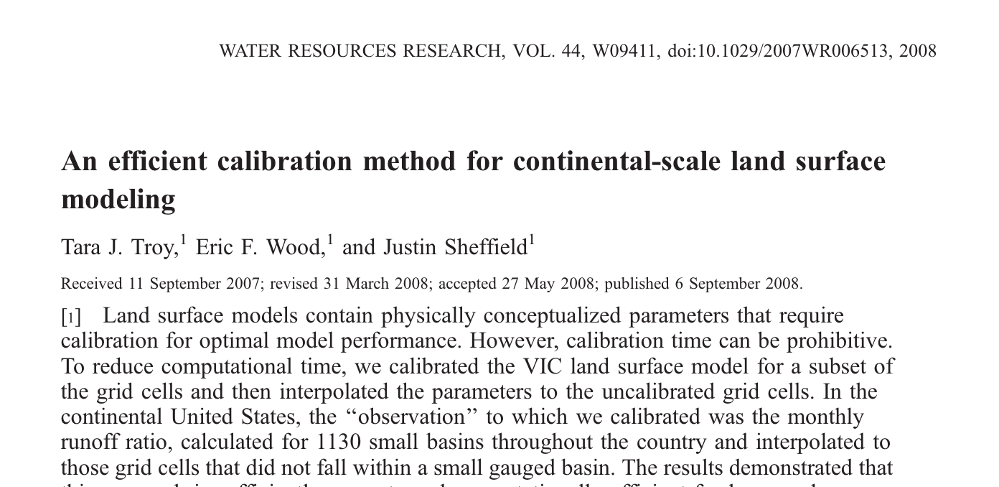 WATER RESOURCES RESEARCH, VOL. 44, W09411, doi:10.1029/2007WR006513, 2008
An efficient calibration method for continental-scale land surface
modeling
Tara J. Troy,¹ Eric F. Wood,¹ and Justin Sheffield¹
Received 11 September 2007; revised 31 March 2008; accepted 27 May 2008; published 6 September 2008.
[1] Land surface models contain physically conceptualized parameters that require
calibration for optimal model performance. However, calibration time can be prohibitive.
To reduce computational time, we calibrated the VIC land surface model for a subset of
the grid cells and then interpolated the parameters to the uncalibrated grid cells. In the
continental United States, the ‘‘observation’’ to which we calibrated was the monthly
runoff ratio, calculated for 1130 small basins throughout the country and interpolated to
those grid cells that did not fall within a small gauged basin. The results demonstrated that